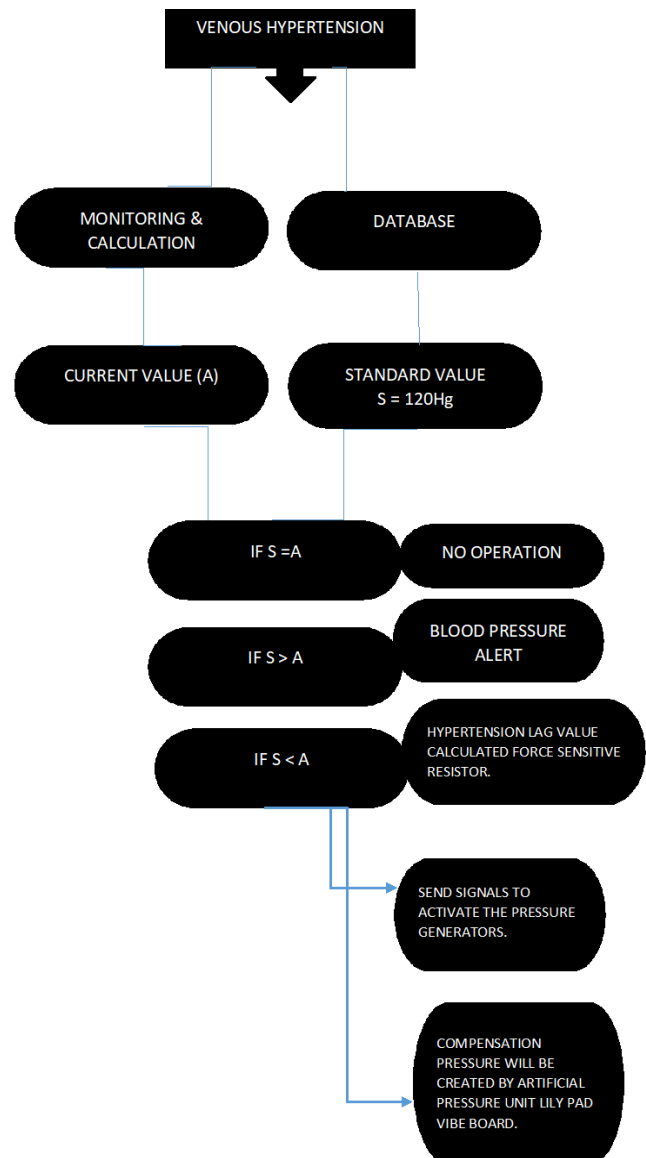 VENOUS HYPERTENSION
MONITORING &
CALCULATION
DATABASE
CURRENT VALUE (A)
STANDARD VALUE
S = 120Hg
IF S =A
NO OPERATION
IF S > A
BLOOD PRESSURE
ALERT
IF S < A
HYPERTENSION LAG VALUE
CALCULATED FORCE SENSITIVE
RESISTOR.
SEND SIGNALS TO
ACTIVATE THE PRESSURE
GENERATORS.
COMPENSATION
PRESSURE WILL BE
CREATED BY ARTIFICIAL
PRESSURE UNIT LILY PAD
VIBE BOARD.